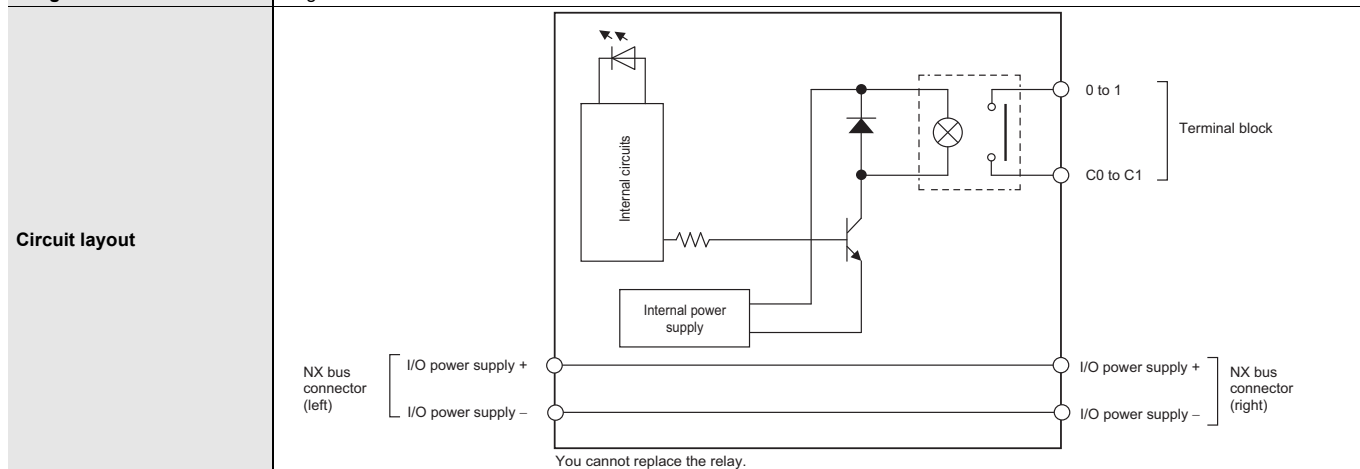 Circuit layout
Internal circuits
0 to 1
Terminal block
C0 to C1
Internal power
supply
NX bus
connector
(left)
I/O power supply +
I/O power supply –
I/O power supply +
I/O power supply –
NX bus
connector
(right)
You cannot replace the relay.